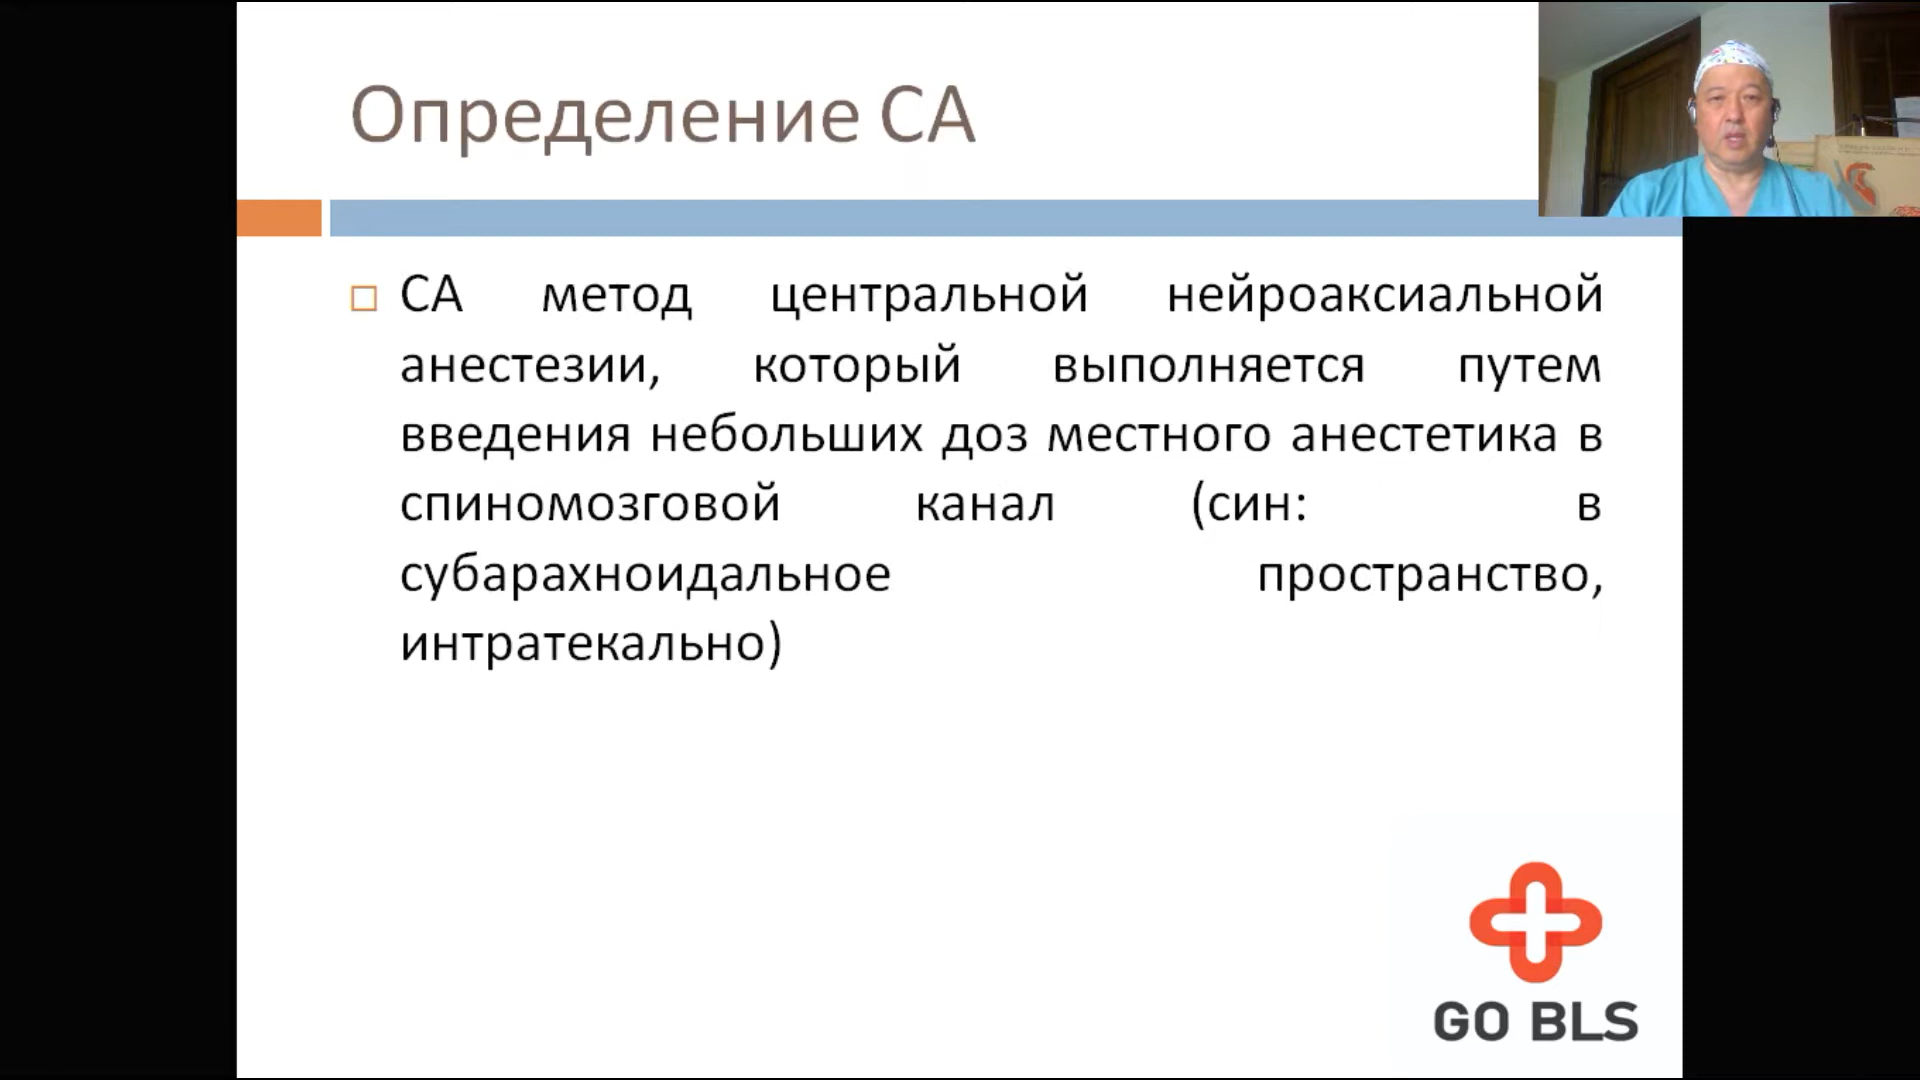 Определение СА
СА метод центральной нейроаксиальной
анестезии, который выполняется путем
введения небольших доз местного анестетика в
спиномозговой канал (син: в
субарахноидальное пространство,
интратекально)
GO BLS